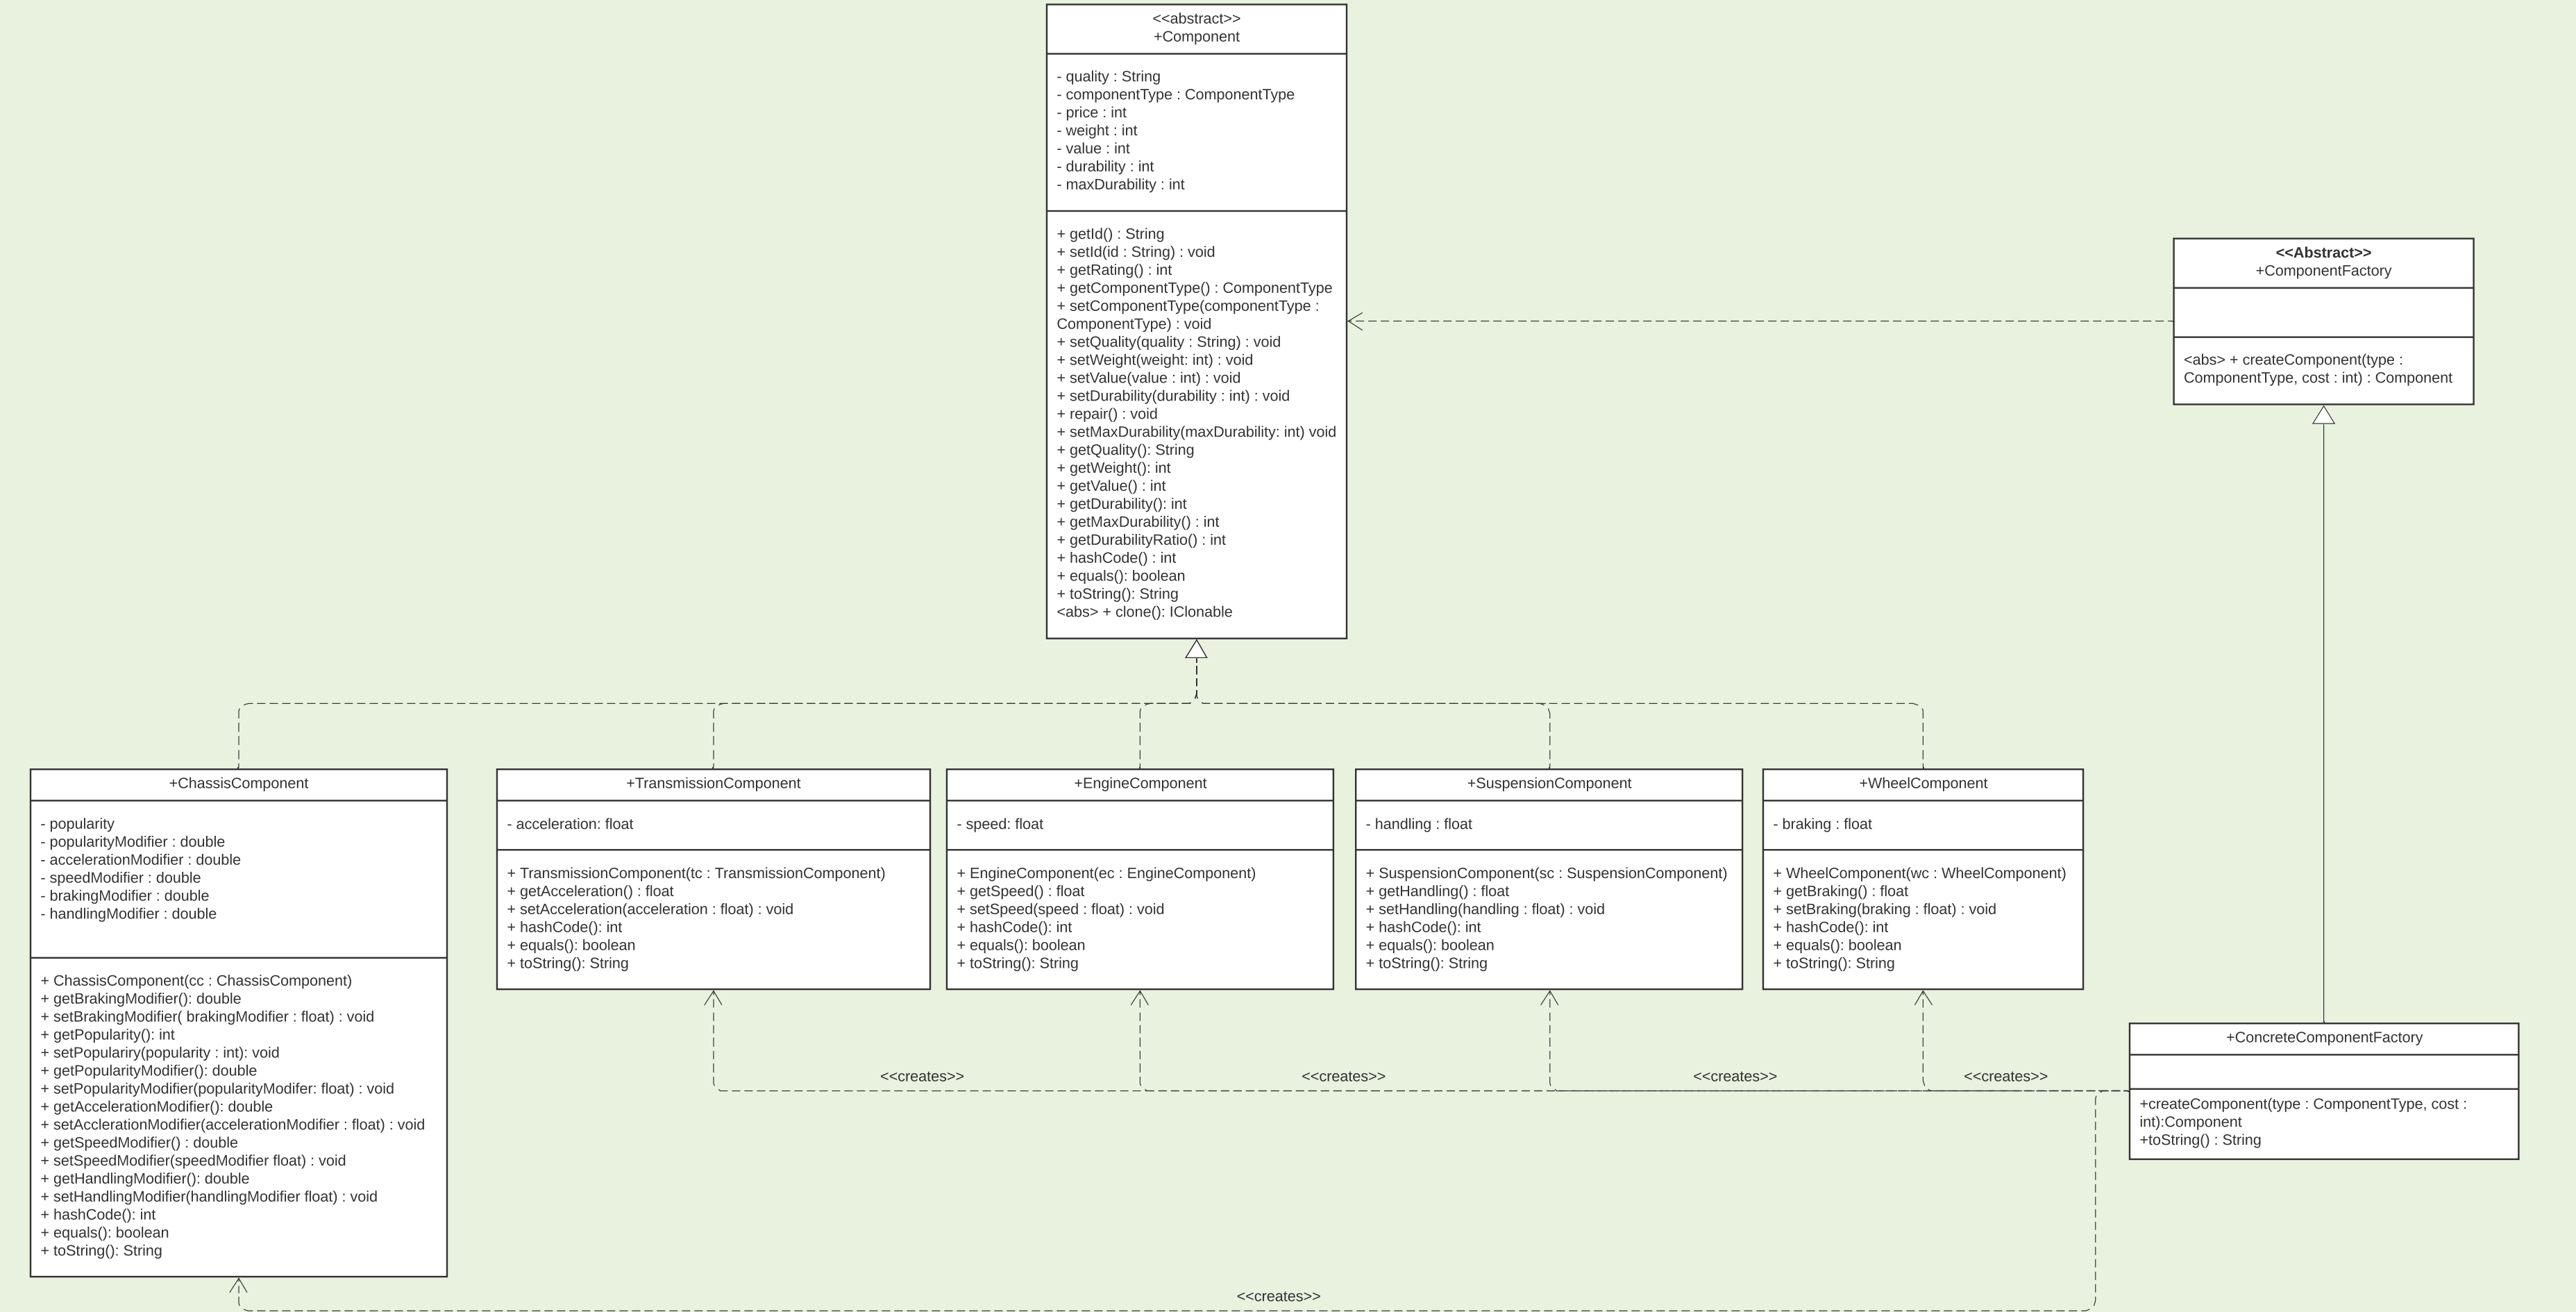 <<abstract>>
+Component
- quality : String
- componentType : ComponentType
- price : int
- weight : int
- value : int
- durability : int
- maxDurability : int
+ getId() : String
+ setId(id : String) : void
+ getRating() : int
+ getComponentType() : ComponentType
+ setComponentType(componentType :
ComponentType) : void
+ setQuality(quality : String) : void
+ setWeight(weight: int) : void
+ setValue(value : int) : void
+ setDurability(durability : int) : void
+ repair() : void
+ setMaxDurability(maxDurability: int) void
+ getQuality(): String
+ getWeight(): int
+ getValue() : int
+ getDurability(): int
+ getMaxDurability() : int
+ getDurabilityRatio() : int
+ hashCode() : int
+ equals(): boolean
+ toString(): String
<abs> + clone(): IClonable
<<Abstract>>
+ComponentFactory
<abs> + createComponent(type :
ComponentType, cost : int) : Component
+ChassisComponent
- popularity
- popularityModifier : double
- accelerationModifier : double
- speedModifier : double
- brakingModifier : double
- handlingModifier : double
+ ChassisComponent(cc : ChassisComponent)
+ getBrakingModifier(): double
+ setBrakingModifier( brakingModifier : float) : void
+ getPopularity(): int
+ setPopulariry(popularity : int): void
+ getPopularityModifier(): double
+ setPopularityModifier(popularityModifer: float) : void
+ getAccelerationModifier(): double
+ setAcclerationModifier(accelerationModifier : float) : void
+ getSpeedModifier() : double
+ setSpeedModifier(speedModifier float) : void
+ getHandlingModifier(): double
+ setHandlingModifier(handlingModifier float) : void
+ hashCode(): int
+ equals(): boolean
+ toString(): String
+TransmissionComponent
- acceleration: float
+ TransmissionComponent(tc : TransmissionComponent)
+ getAcceleration() : float
+ setAcceleration(acceleration : float) : void
+ hashCode(): int
+ equals(): boolean
+ toString(): String
+EngineComponent
- speed: float
+ EngineComponent(ec : EngineComponent)
+ getSpeed() : float
+ setSpeed(speed : float) : void
+ hashCode(): int
+ equals(): boolean
+ toString(): String
+SuspensionComponent
- handling : float
+ SuspensionComponent(sc : SuspensionComponent)
+ getHandling() : float
+ setHandling(handling : float) : void
+ hashCode(): int
+ equals(): boolean
+ toString(): String
+WheelComponent
- braking : float
+ WheelComponent(wc : WheelComponent)
+ getBraking() : float
+ setBraking(braking : float) : void
+ hashCode(): int
+ equals(): boolean
+ toString(): String
+ConcreteComponentFactory
+createComponent(type : ComponentType, cost :
int):Component
+toString() : String
<<creates>>
<<creates>>
<<creates>>
<<creates>>
<<creates>>